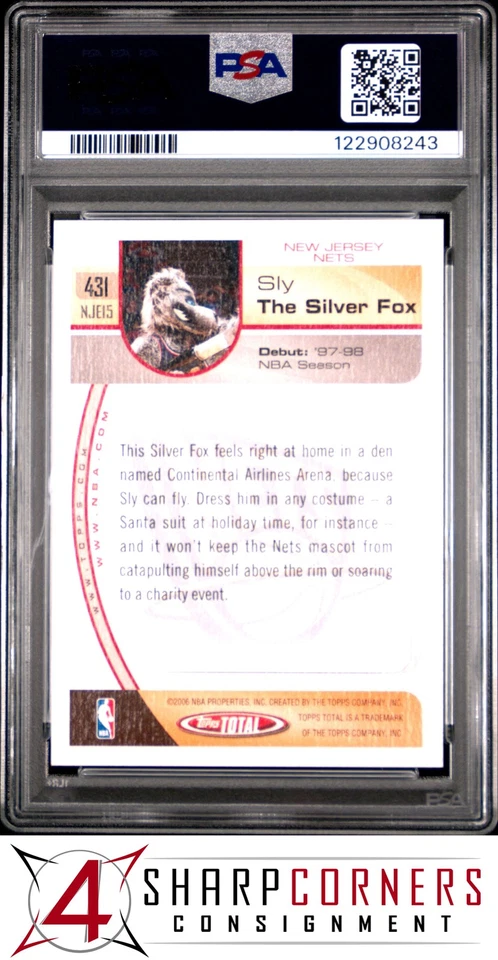 PSA
122908243
NEW JERSEY
NETS
431
NJE15
Sly
The Silver Fox
Debut: '97-98
NBA Season
WWW.TOPPS.COM
WWW.NBA.COM
This Silver Fox feels right at home in a den
named Continental Airlines Arena, because
Sly can fly. Dress him in any costume – a
Santa suit at holiday time, for instance –
and it won't keep the Nets mascot from
catapulting himself above the rim or soaring
to a charity event.
NBA
©2006 NBA PROPERTIES, INC. CREATED BY THE TOPPS COMPANY, INC.
topps TOTAL
TOPPS TOTAL IS A TRADEMARK
OF THE TOPPS COMPANY, INC
PSA
4
SHARPCORNERS
CONSIGNMENT